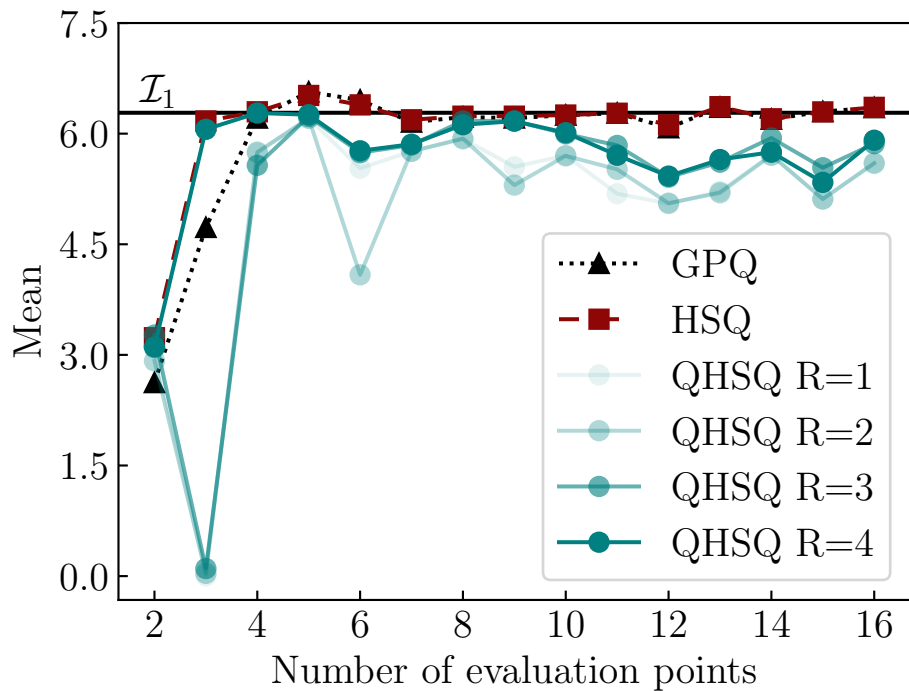 7.5
6.0
4.5
3.0
1.5
0.0
Mean
𝓘₁
GPQ
HSQ
QHSQ R=1
QHSQ R=2
QHSQ R=3
QHSQ R=4
2 4 6 8 10 12 14 16
Number of evaluation points